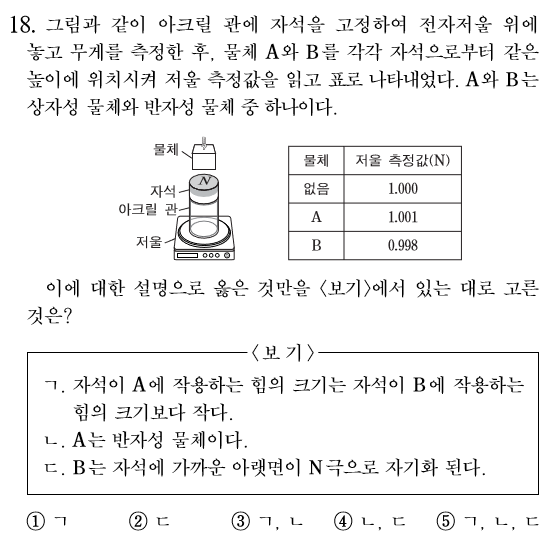 18. 그림과 같이 아크릴 관에 자석을 고정하여 전자저울 위에
놓고 무게를 측정한 후, 물체 A와 B를 각각 자석으로부터 같은
높이에 위치시켜 저울 측정값을 읽고 표로 나타내었다. A와 B는
상자성 물체와 반자성 물체 중 하나이다.
물체
N
자석
아크릴 관
저울
물체 저울 측정값(N)
없음 1.000
A 1.001
B 0.998
이에 대한 설명으로 옳은 것만을 <보기>에서 있는 대로 고른
것은?
<보 기>
ㄱ. 자석이 A에 작용하는 힘의 크기는 자석이 B에 작용하는
힘의 크기보다 작다.
ㄴ. A는 반자성 물체이다.
ㄷ. B는 자석에 가까운 아랫면이 N극으로 자기화 된다.
① ㄱ ② ㄷ ③ ㄱ, ㄴ ④ ㄴ, ㄷ ⑤ ㄱ, ㄴ, ㄷ